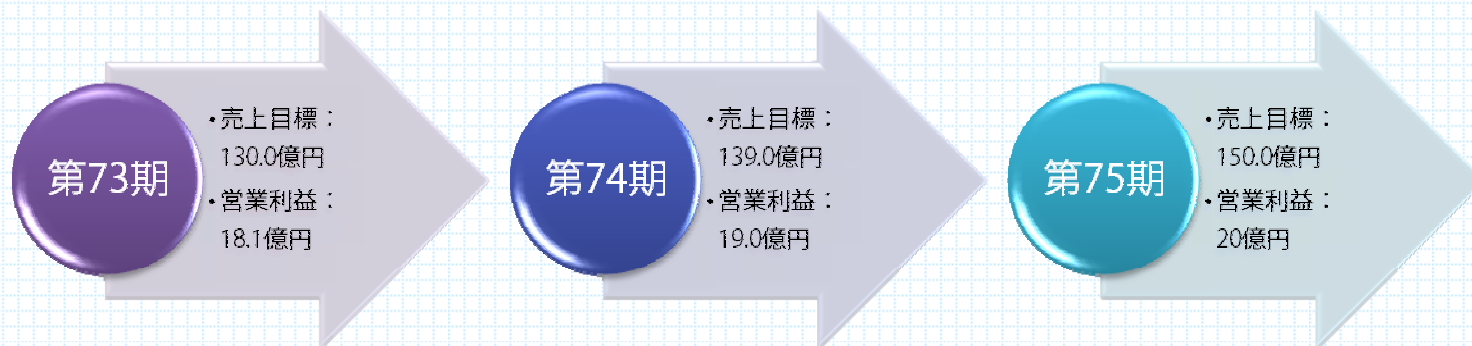 第73期
・売上目標：
130.0億円
・営業利益：
18.1億円
第74期
・売上目標：
139.0億円
・営業利益：
19.0億円
第75期
・売上目標：
150.0億円
・営業利益：
20億円